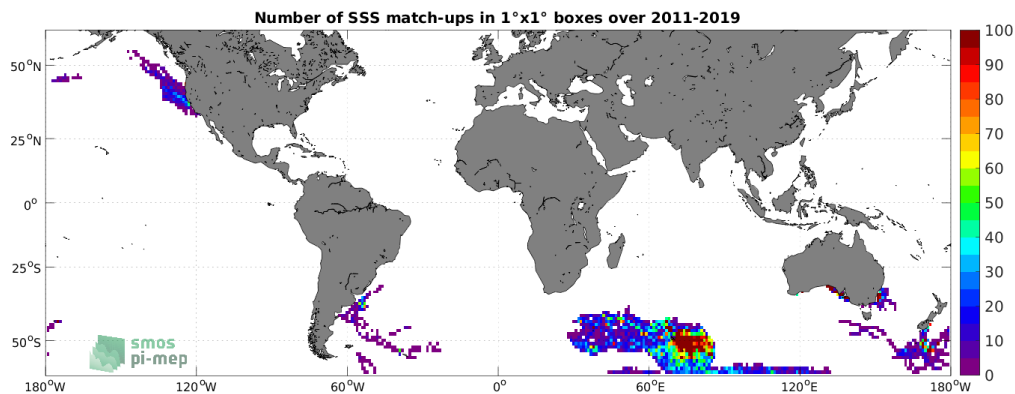 Number of SSS match-ups in 1°x1° boxes over 2011-2019
50°N
25°N
0°
25°S
50°S
180°W
120°W
60°W
0°
60°E
120°E
180°W
100
90
80
70
60
50
40
30
20
10
0
smos
pi-mep